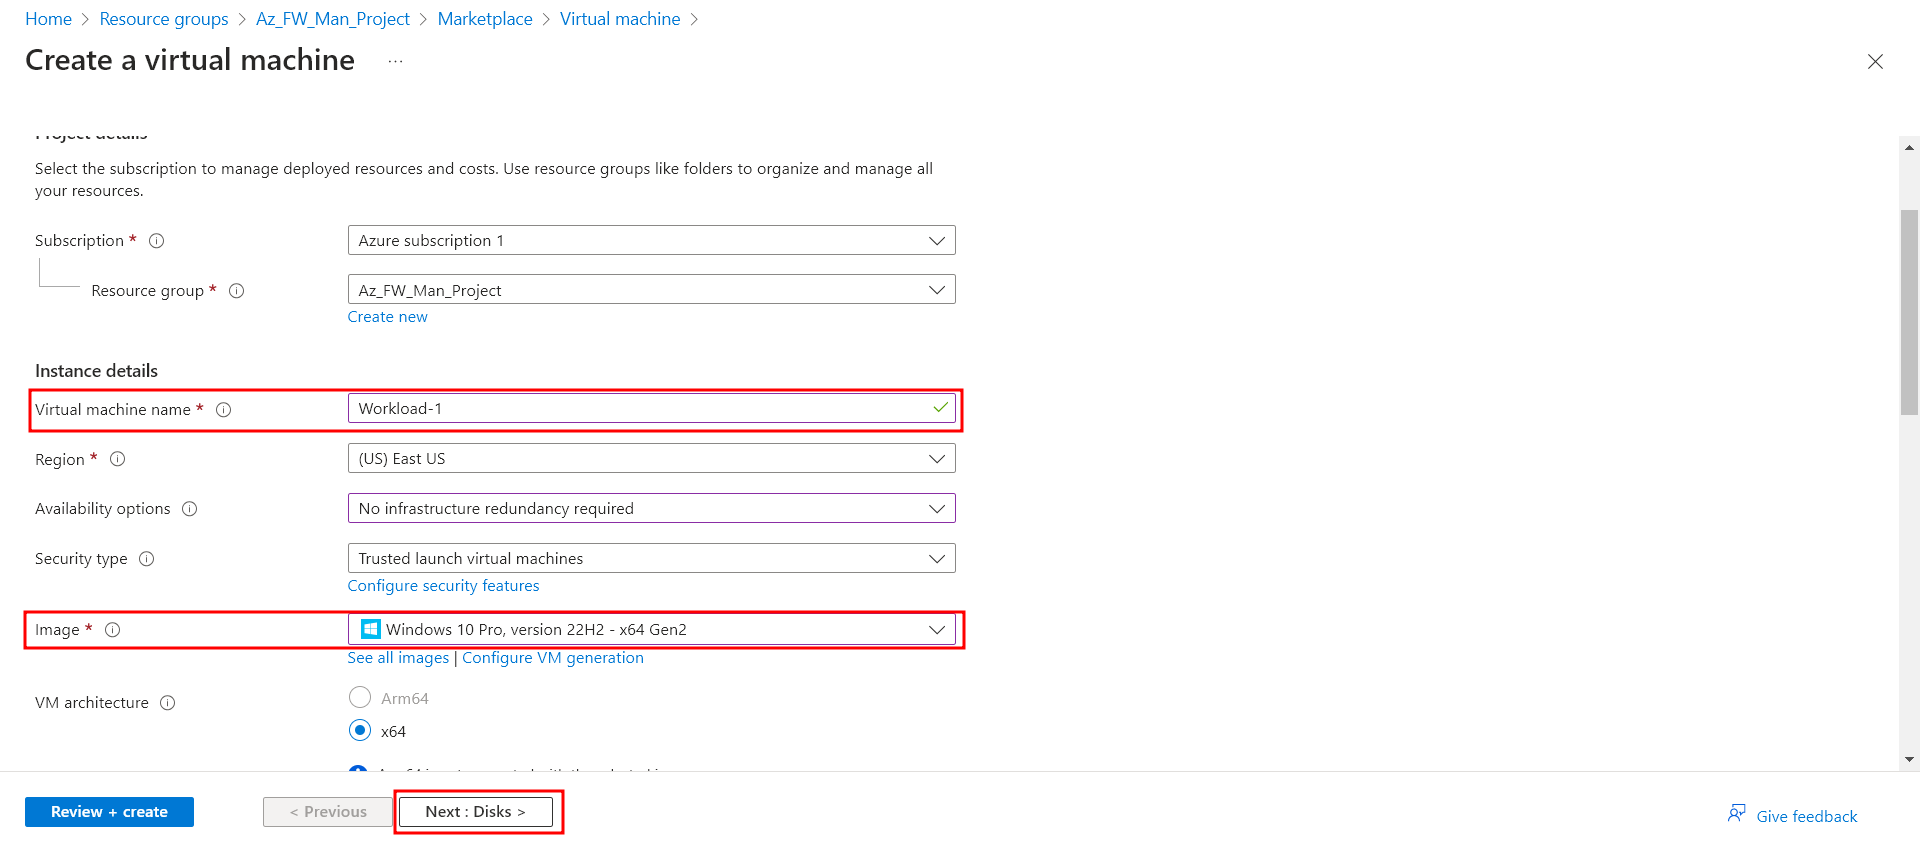 Home > Resource groups > Az_FW_Man_Project > Marketplace > Virtual machine >
Create a virtual machine ...
Project details
Select the subscription to manage deployed resources and costs. Use resource groups like folders to organize and manage all
your resources.
Subscription *
Azure subscription 1
Resource group *
Az_FW_Man_Project
Create new
Instance details
Virtual machine name *
Workload-1
Region *
(US) East US
Availability options
No infrastructure redundancy required
Security type
Trusted launch virtual machines
Configure security features
Image *
Windows 10 Pro, version 22H2 - x64 Gen2
See all images | Configure VM generation
VM architecture
Arm64
x64
Review + create
< Previous
Next : Disks >
Give feedback